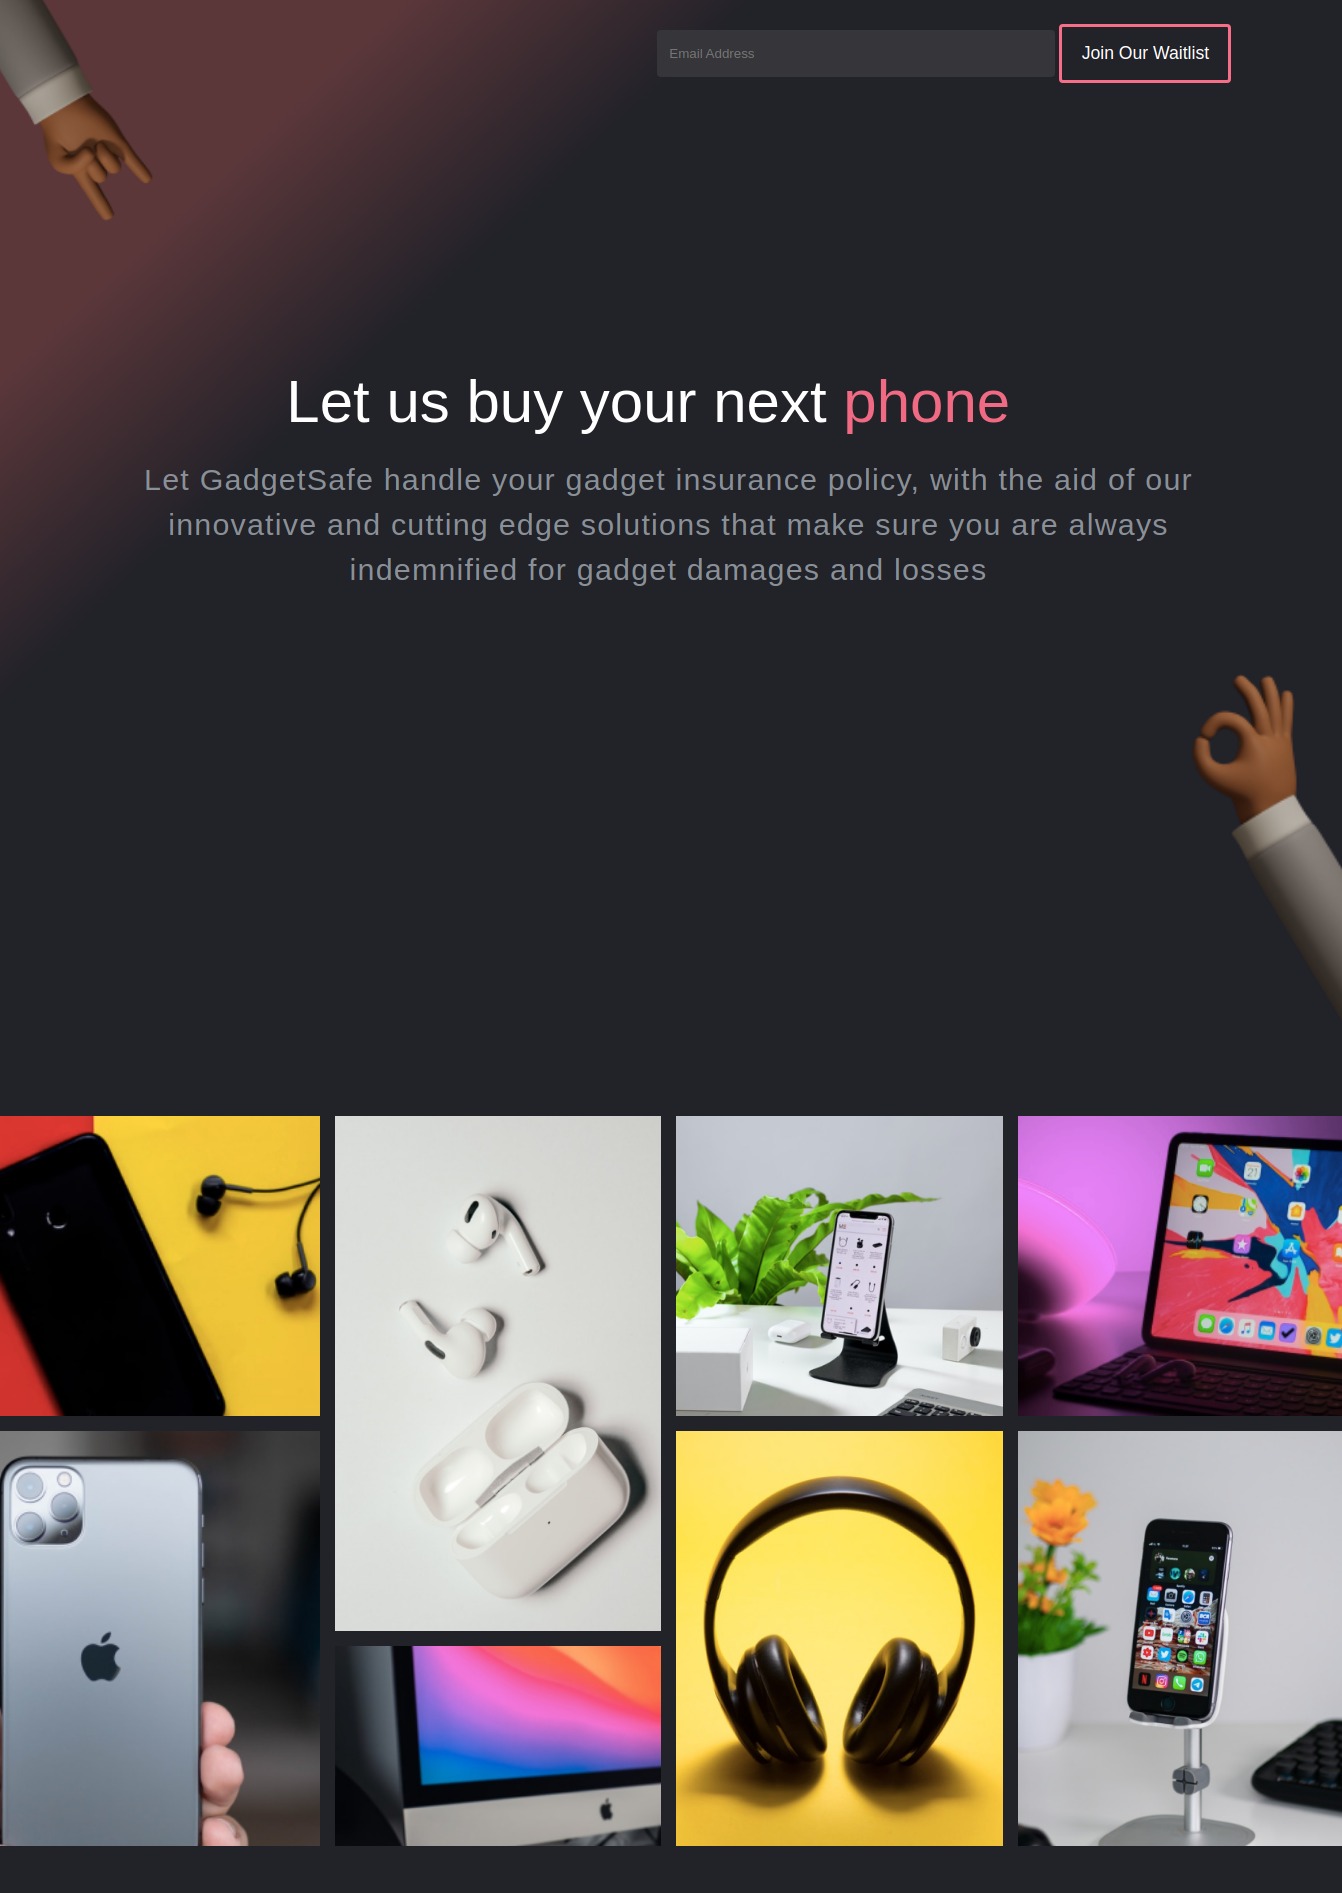 Email Address
Join Our Waitlist
Let us buy your next phone
Let GadgetSafe handle your gadget insurance policy, with the aid of our
innovative and cutting edge solutions that make sure you are always
indemnified for gadget damages and losses